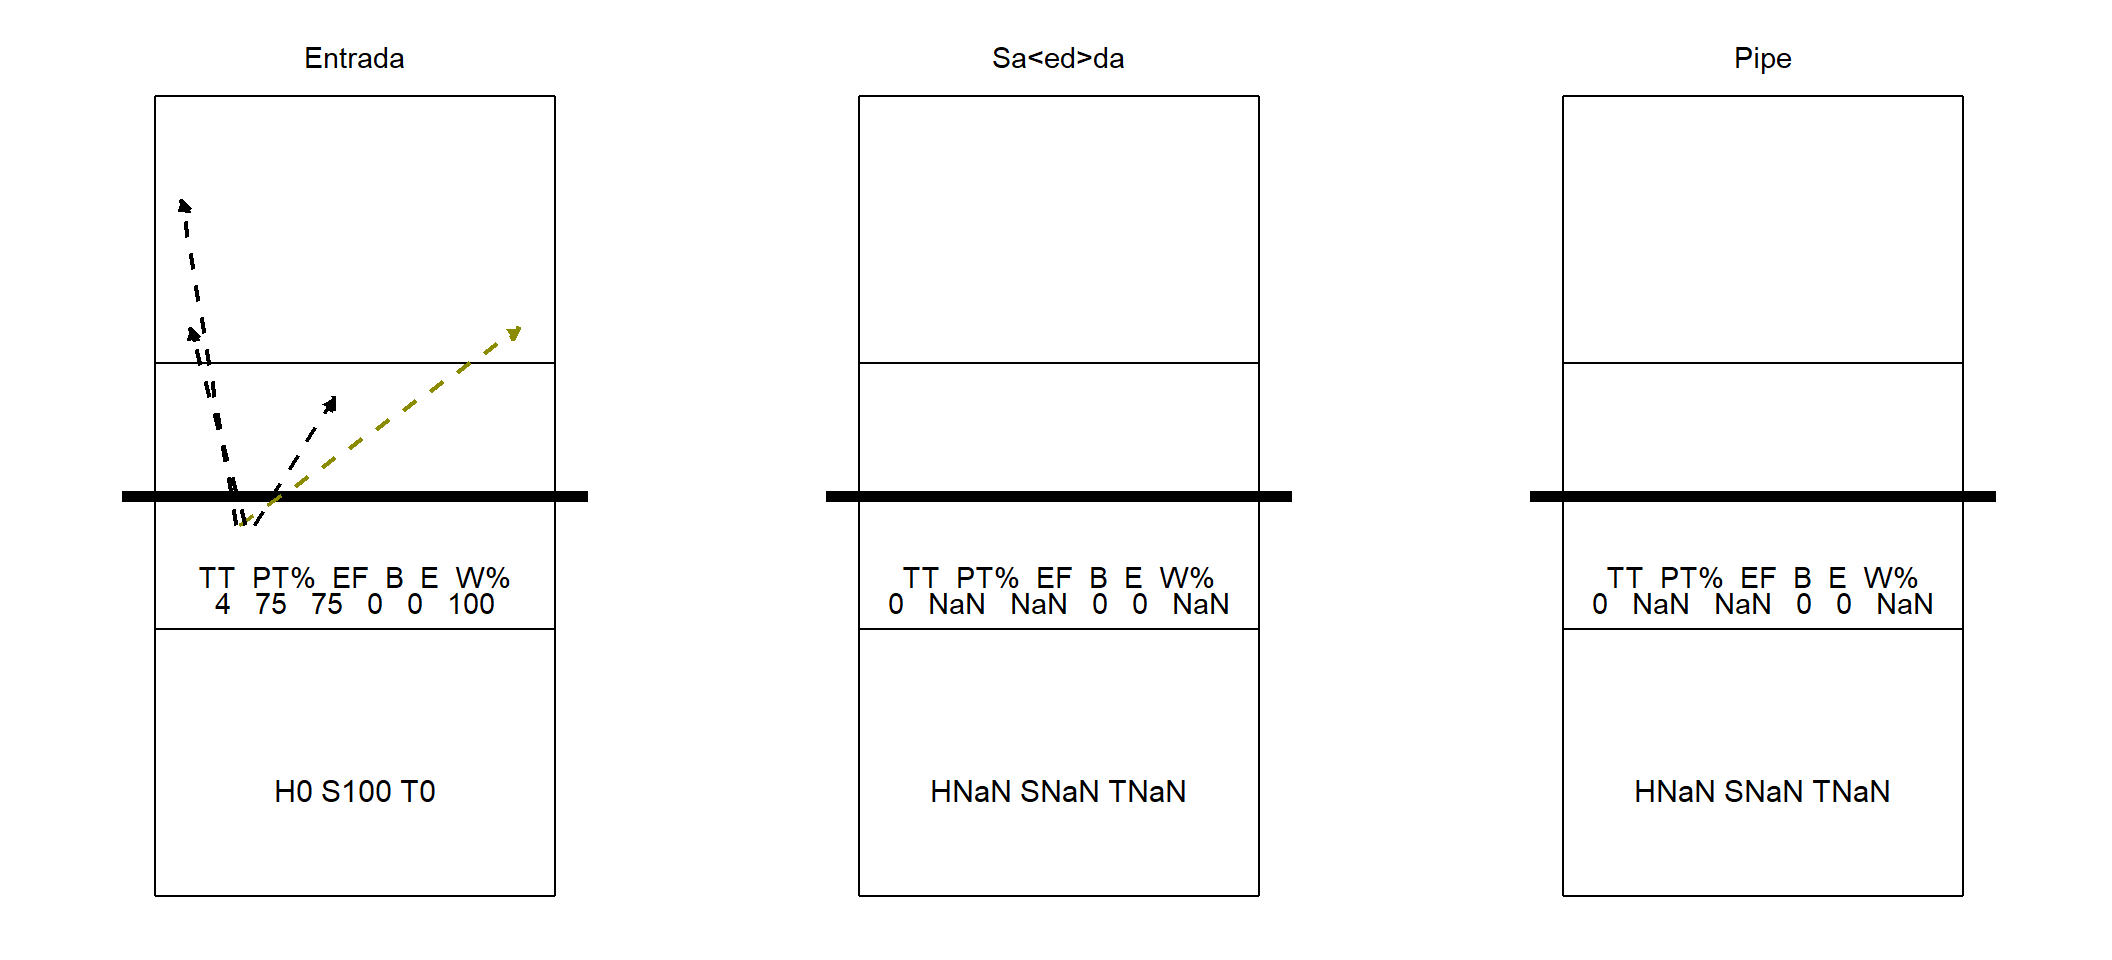 Entrada
TT PT% EF B E W%
4 75 75 0 0 100
H0 S100 T0
Sa<ed>da
TT PT% EF B E W%
0 NaN NaN 0 0 NaN
HNaN SNaN TNaN
Pipe
TT PT% EF B E W%
0 NaN NaN 0 0 NaN
HNaN SNaN TNaN